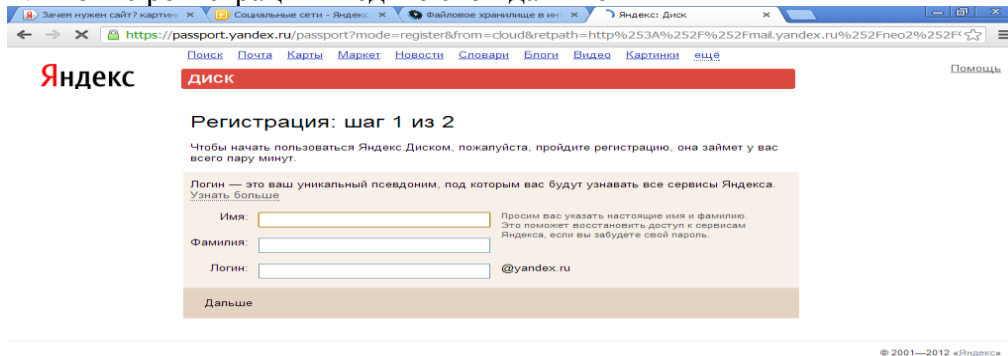 Зачем нужен сайт? картин
Социальные сети - Яндекс
Файловое хранилище в инт
Яндекс: Диск
https://passport.yandex.ru/passport?mode=register&from=cloud&retpath=http%253A%252F%252Fmail.yandex.ru%252Fneo2%252F
Поиск Почта Карты Маркет Новости Словари Блоги Видео Картинки ещё
Помощь
Яндекс
диск
Регистрация: шаг 1 из 2
Чтобы начать пользоваться Яндекс.Диском, пожалуйста, пройдите регистрацию, она займет у вас
всего пару минут.
Логин — это ваш уникальный псевдоним, под которым вас будут узнавать все сервисы Яндекса.
Узнать больше
Имя:
Просим вас указать настоящие имя и фамилию.
Это поможет восстановить доступ к сервисам
Яндекса, если вы забудете свой пароль.
Фамилия:
Логин:
@yandex.ru
Дальше
© 2001—2012 «Яндекс»